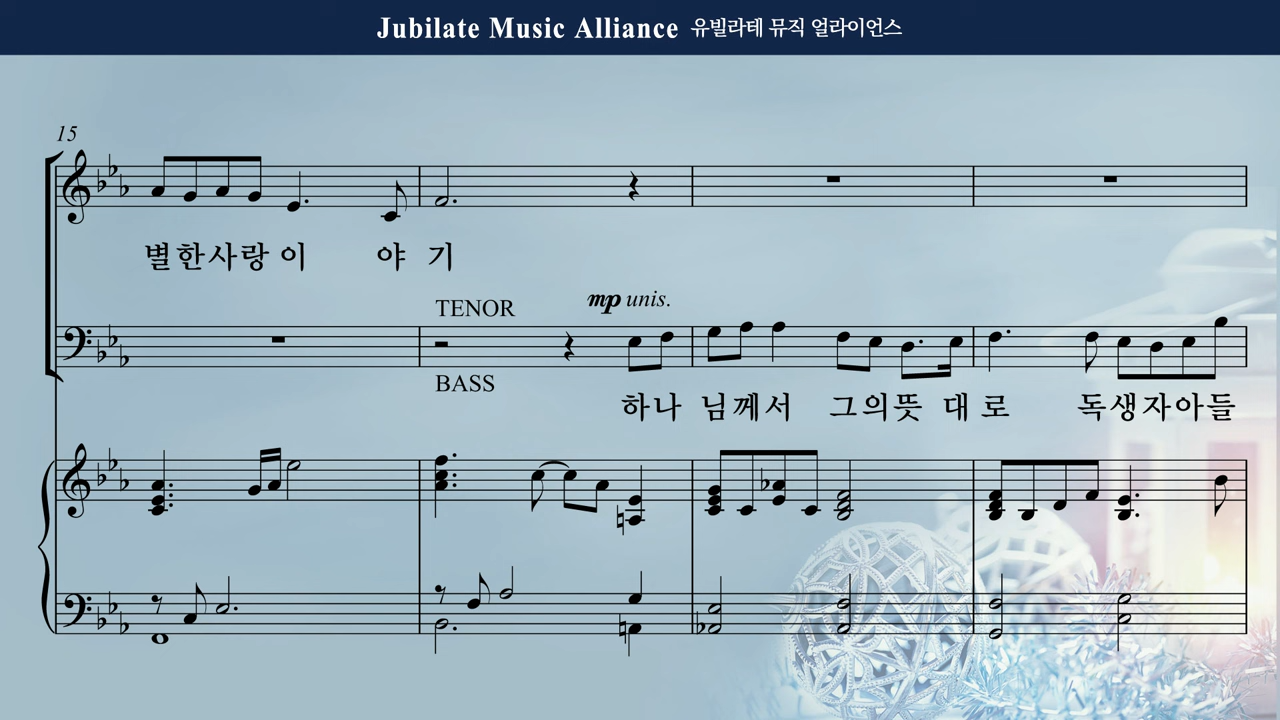 Jubilate Music Alliance 유빌라테 뮤직 얼라이언스
15
별한사랑이 야 기
TENOR
mp unis.
BASS
하나 님께서 그의뜻 대 로 독생자아들